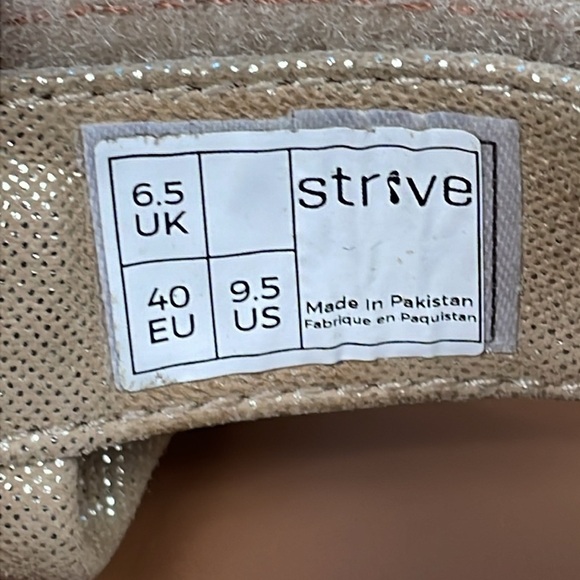 6.5
UK
40
EU
9.5
US
strive
Made In Pakistan
Fabrique en Paquistan